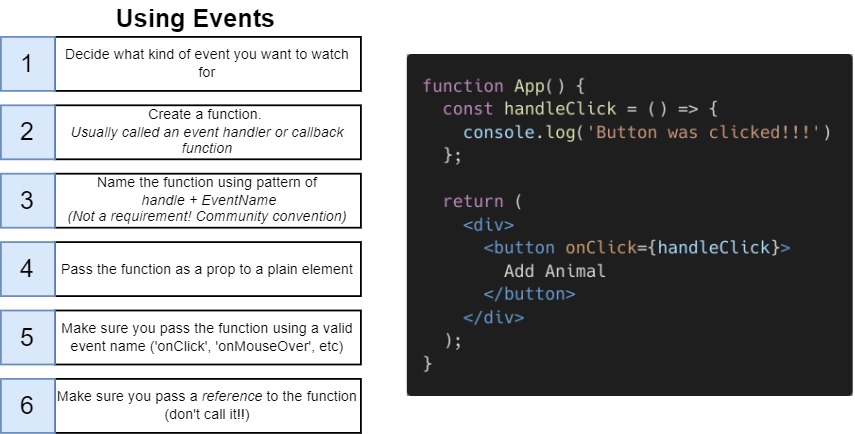 Using Events
1
Decide what kind of event you want to watch
for
2
Create a function.
Usually called an event handler or callback
function
3
Name the function using pattern of
handle + EventName
(Not a requirement! Community convention)
4
Pass the function as a prop to a plain element
5
Make sure you pass the function using a valid
event name ('onClick', 'onMouseOver', etc)
6
Make sure you pass a reference to the function
(don't call it!!)
function App() {
  const handleClick = () => {
    console.log('Button was clicked!!!')
  };

  return (
    <div>
      <button onClick={handleClick}>
        Add Animal
      </button>
    </div>
  );
}